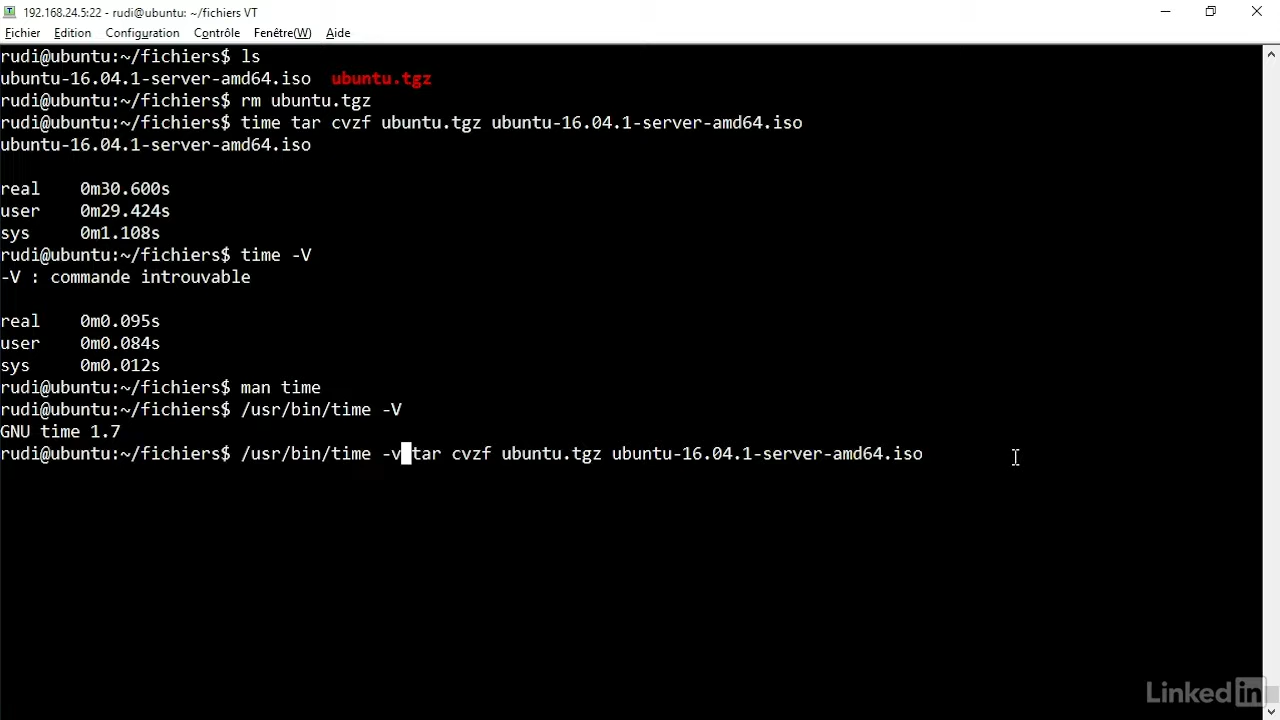 192.168.24.5:22 - rudi@ubuntu: ~/fichiers VT
Fichier Edition Configuration Contrôle Fenêtre(W) Aide
rudi@ubuntu:~/fichiers$ ls
ubuntu-16.04.1-server-amd64.iso ubuntu.tgz
rudi@ubuntu:~/fichiers$ rm ubuntu.tgz
rudi@ubuntu:~/fichiers$ time tar cvzf ubuntu.tgz ubuntu-16.04.1-server-amd64.iso
ubuntu-16.04.1-server-amd64.iso
real 0m30.600s
user 0m29.424s
sys 0m1.108s
rudi@ubuntu:~/fichiers$ time -V
-V : commande introuvable
real 0m0.095s
user 0m0.084s
sys 0m0.012s
rudi@ubuntu:~/fichiers$ man time
rudi@ubuntu:~/fichiers$ /usr/bin/time -V
GNU time 1.7
rudi@ubuntu:~/fichiers$ /usr/bin/time -v tar cvzf ubuntu.tgz ubuntu-16.04.1-server-amd64.iso
Linked in